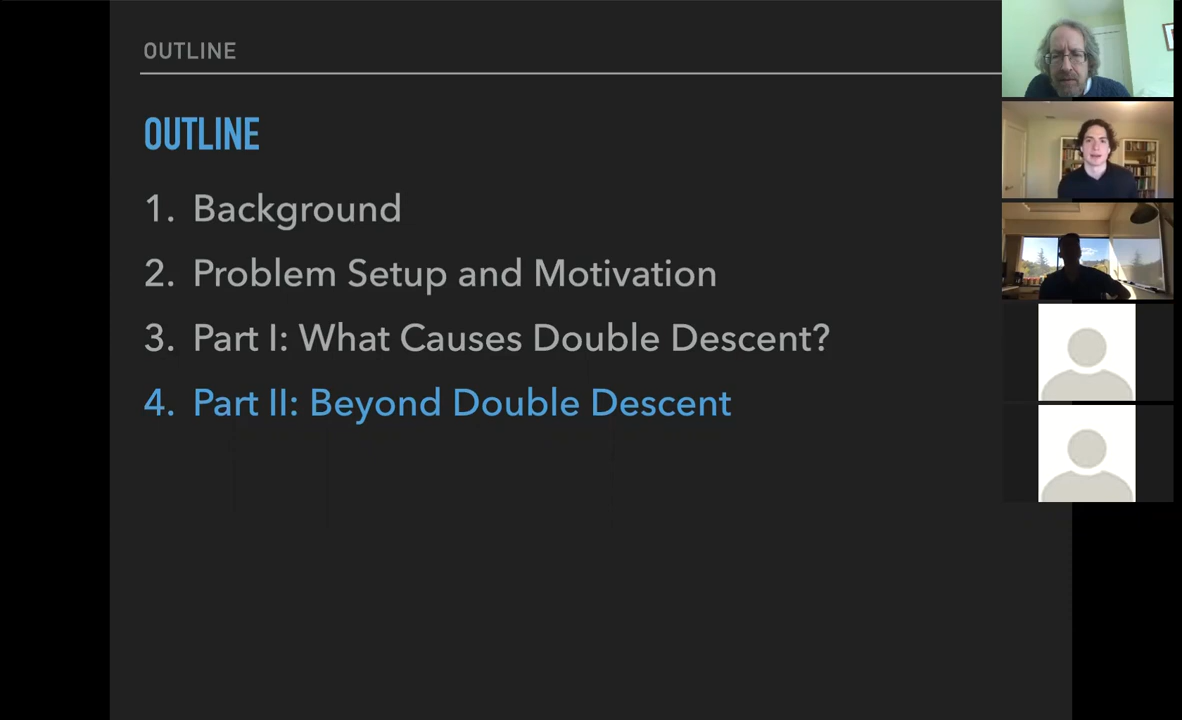 OUTLINE
OUTLINE
1. Background
2. Problem Setup and Motivation
3. Part I: What Causes Double Descent?
4. Part II: Beyond Double Descent